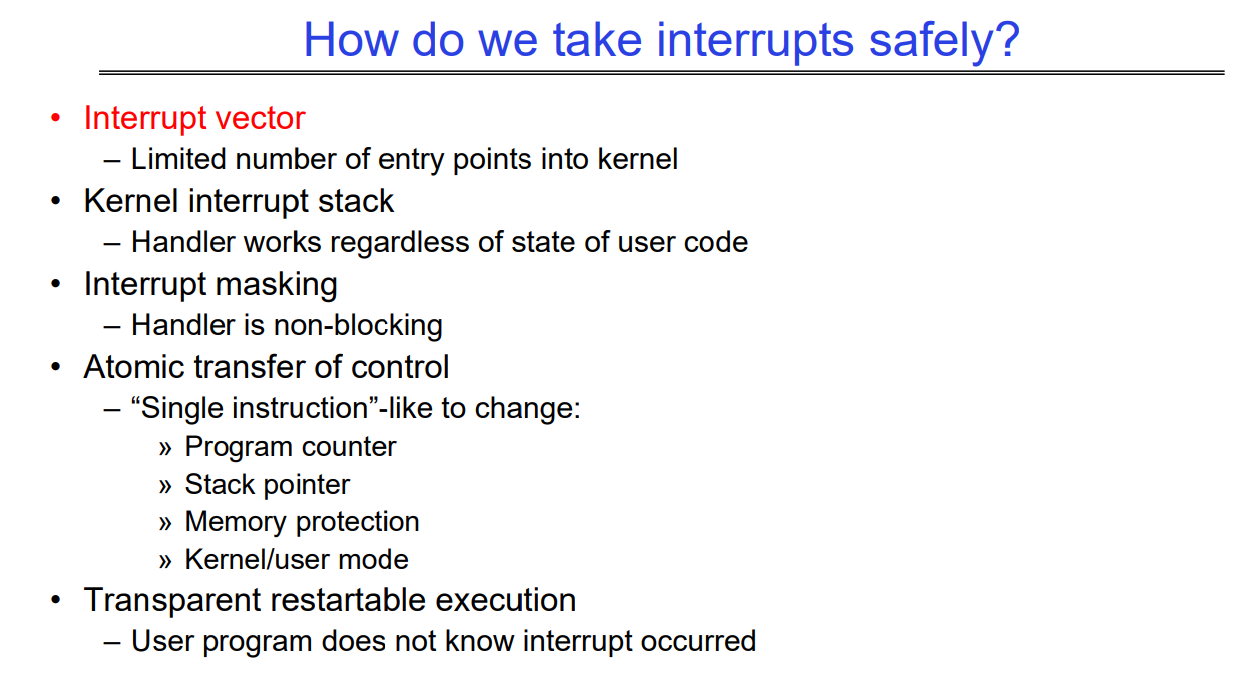 How do we take interrupts safely?
• Interrupt vector
– Limited number of entry points into kernel
• Kernel interrupt stack
– Handler works regardless of state of user code
• Interrupt masking
– Handler is non-blocking
• Atomic transfer of control
– “Single instruction”-like to change:
» Program counter
» Stack pointer
» Memory protection
» Kernel/user mode
• Transparent restartable execution
– User program does not know interrupt occurred